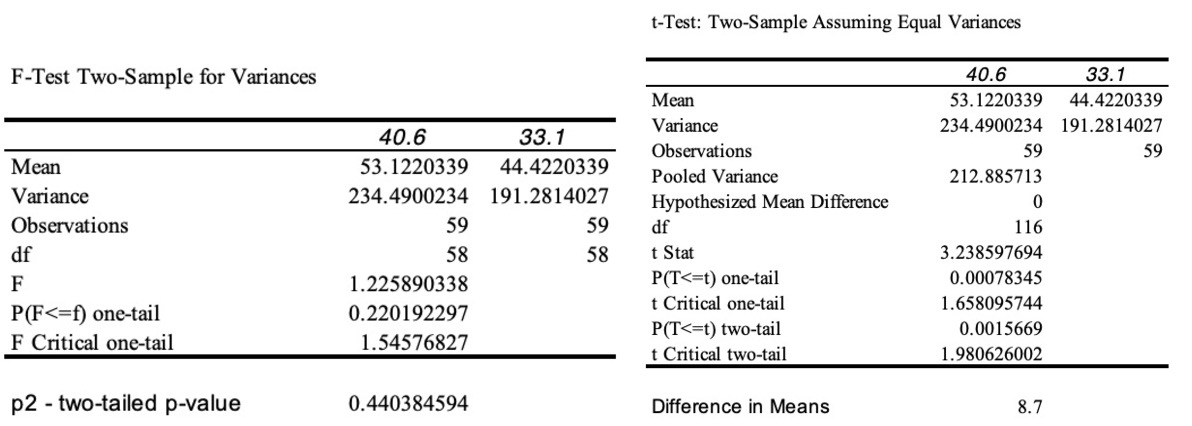 F-Test Two-Sample for Variances
40.6 33.1
Mean 53.1220339 44.4220339
Variance 234.4900234 191.2814027
Observations 59 59
df 58 58
F 1.225890338
P(F<=f) one-tail 0.220192297
F Critical one-tail 1.54576827
p2 - two-tailed p-value 0.440384594
t-Test: Two-Sample Assuming Equal Variances
40.6 33.1
Mean 53.1220339 44.4220339
Variance 234.4900234 191.2814027
Observations 59 59
Pooled Variance 212.885713
Hypothesized Mean Difference 0
df 116
t Stat 3.238597694
P(T<=t) one-tail 0.00078345
t Critical one-tail 1.658095744
P(T<=t) two-tail 0.0015669
t Critical two-tail 1.980626002
Difference in Means 8.7